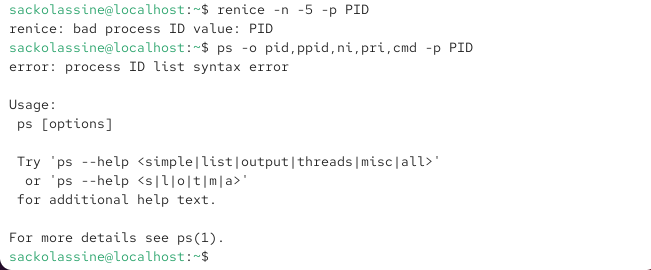 sackolassine@localhost:~$ renice -n -5 -p PID
renice: bad process ID value: PID
sackolassine@localhost:~$ ps -o pid,ppid,ni,pri,cmd -p PID
error: process ID list syntax error

Usage:
 ps [options]

 Try 'ps --help <simple|list|output|threads|misc|all>'
  or 'ps --help <s|l|o|t|m|a>'
 for additional help text.

For more details see ps(1).
sackolassine@localhost:~$